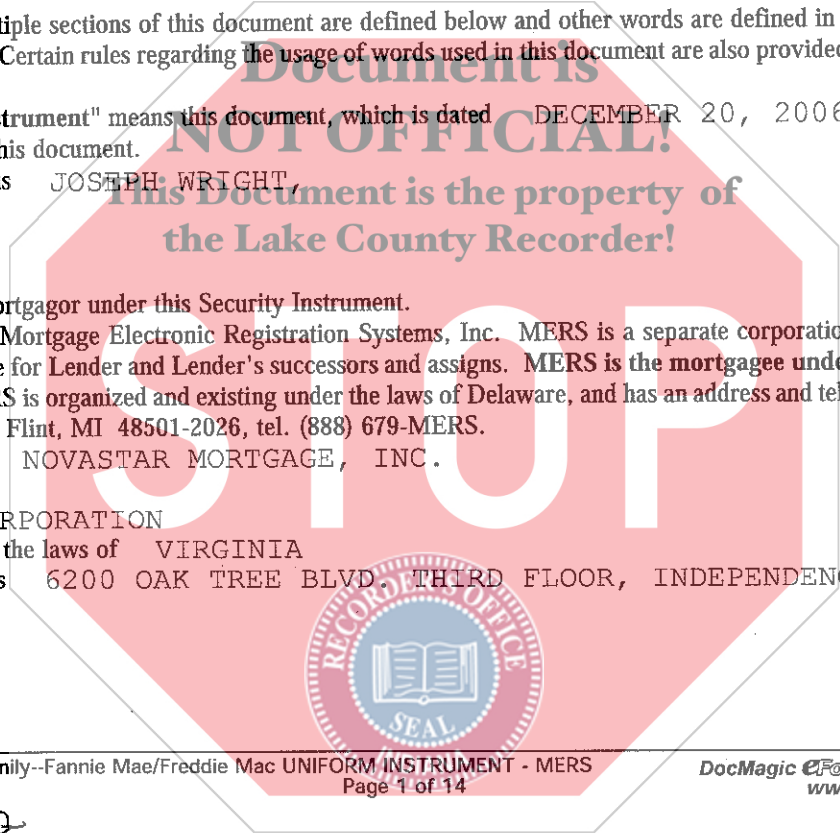 tiple sections of this document are defined below and other words are defined in
Certain rules regarding the usage of words used in this document are also provided
Document is
trument" means this document, which is dated DECEMBER 20, 2006
NOT OFFICIAL!
his document.
s JOSEPH WRIGHT,
This Document is the property of
the Lake County Recorder!
ortgagor under this Security Instrument.
Mortgage Electronic Registration Systems, Inc. MERS is a separate corporatio
e for Lender and Lender's successors and assigns. MERS is the mortgagee unde
RS is organized and existing under the laws of Delaware, and has an address and tel
Flint, MI 48501-2026, tel. (888) 679-MERS.
STOP
NOVASTAR MORTGAGE, INC.
RPORATION
the laws of VIRGINIA
s 6200 OAK TREE BLVD. THIRD FLOOR, INDEPENDENC
RECORDER'S OFFICE
SEAL
INDIANA
nily--Fannie Mae/Freddie Mac UNIFORM INSTRUMENT - MERS
DocMagic eFo
Page 1 of 14
ww